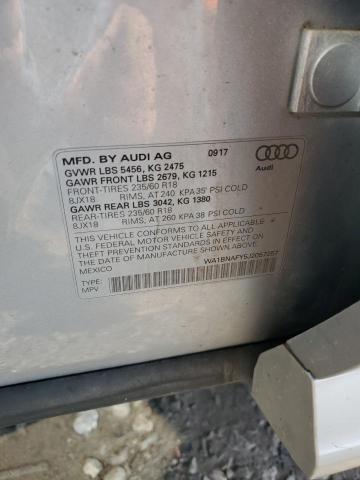 MFD. BY AUDI AG 09'17
GVWR LBS 5456, KG 2475
GAWR FRONT LBS 2679, KG 1215
FRONT-TIRES 235/60 R18
8JX18 RIMS, AT 240 KPA 35 PSI COLD
GAWR REAR LBS 3042, KG 1380
REAR-TIRES 235/60 R18
8JX18 RIMS, AT 260 KPA 38 PSI COLD
Audi
THIS VEHICLE CONFORMS TO ALL APPLICABLE
U.S. FEDERAL MOTOR VEHICLE SAFETY AND
THEFT PREVENTION STANDARDS IN EFFECT ON
THE DATE OF MANUFACTURE SHOWN ABOVE.
MEXICO
WA1BNAFY5J2057257
TYPE:
MPV